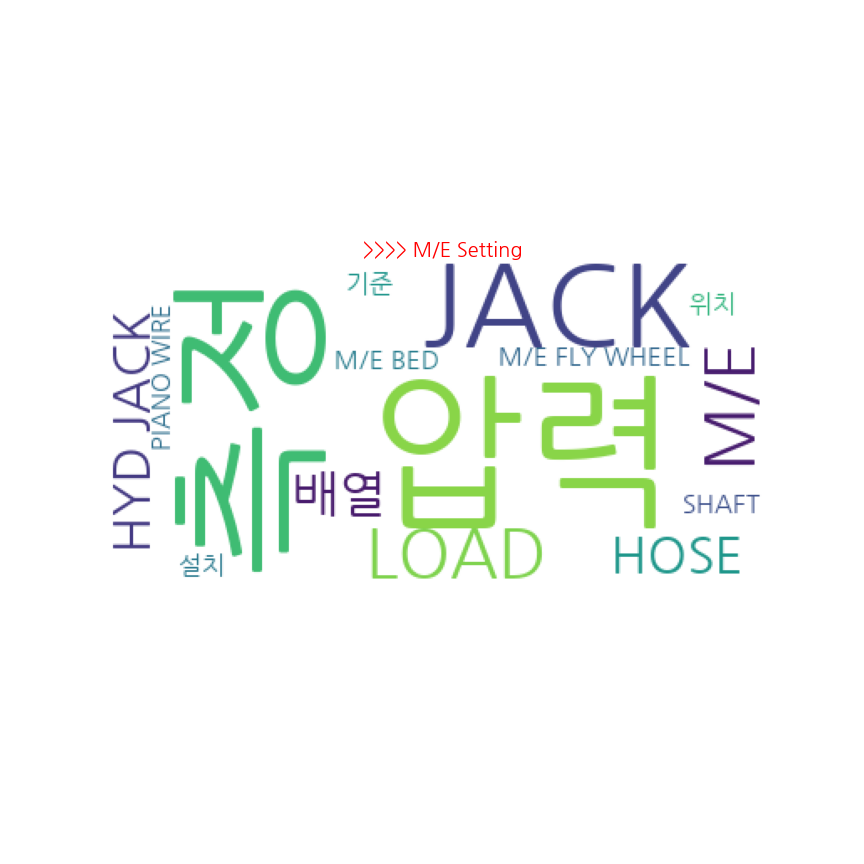 >>>> M/E Setting
기준
JACK
위치
측정
HYD JACK
PIANO WIRE
M/E BED
M/E FLY WHEEL
M/E
압력
배열
SHAFT
LOAD
HOSE
설치